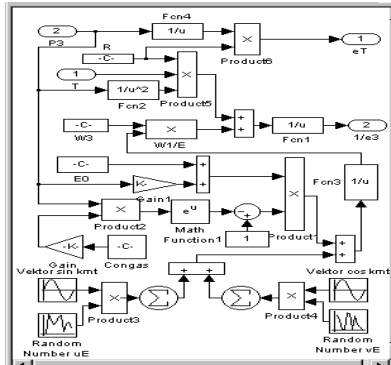 Fcn4
2
P3
1/u
×
Product6
1
eT
R
-C-
1
T
×
Product5
1/u^2
Fcn2
-C-
W3
×
W1/E
+
+
1/u
Fcn1
2
1/e3
-C-
E0
-K-
Gain1
+
+
×
Product1
Fcn3
1/u
×
Product2
e^u
Math
Function1
−
+
1
-K-
Gain
-C-
Congas
+
+
+ +
Vektor sin kmt
Vektor cos kmt
×
Product3
Σ
Σ
×
Product4
Random
Number uE
Random
Number vE